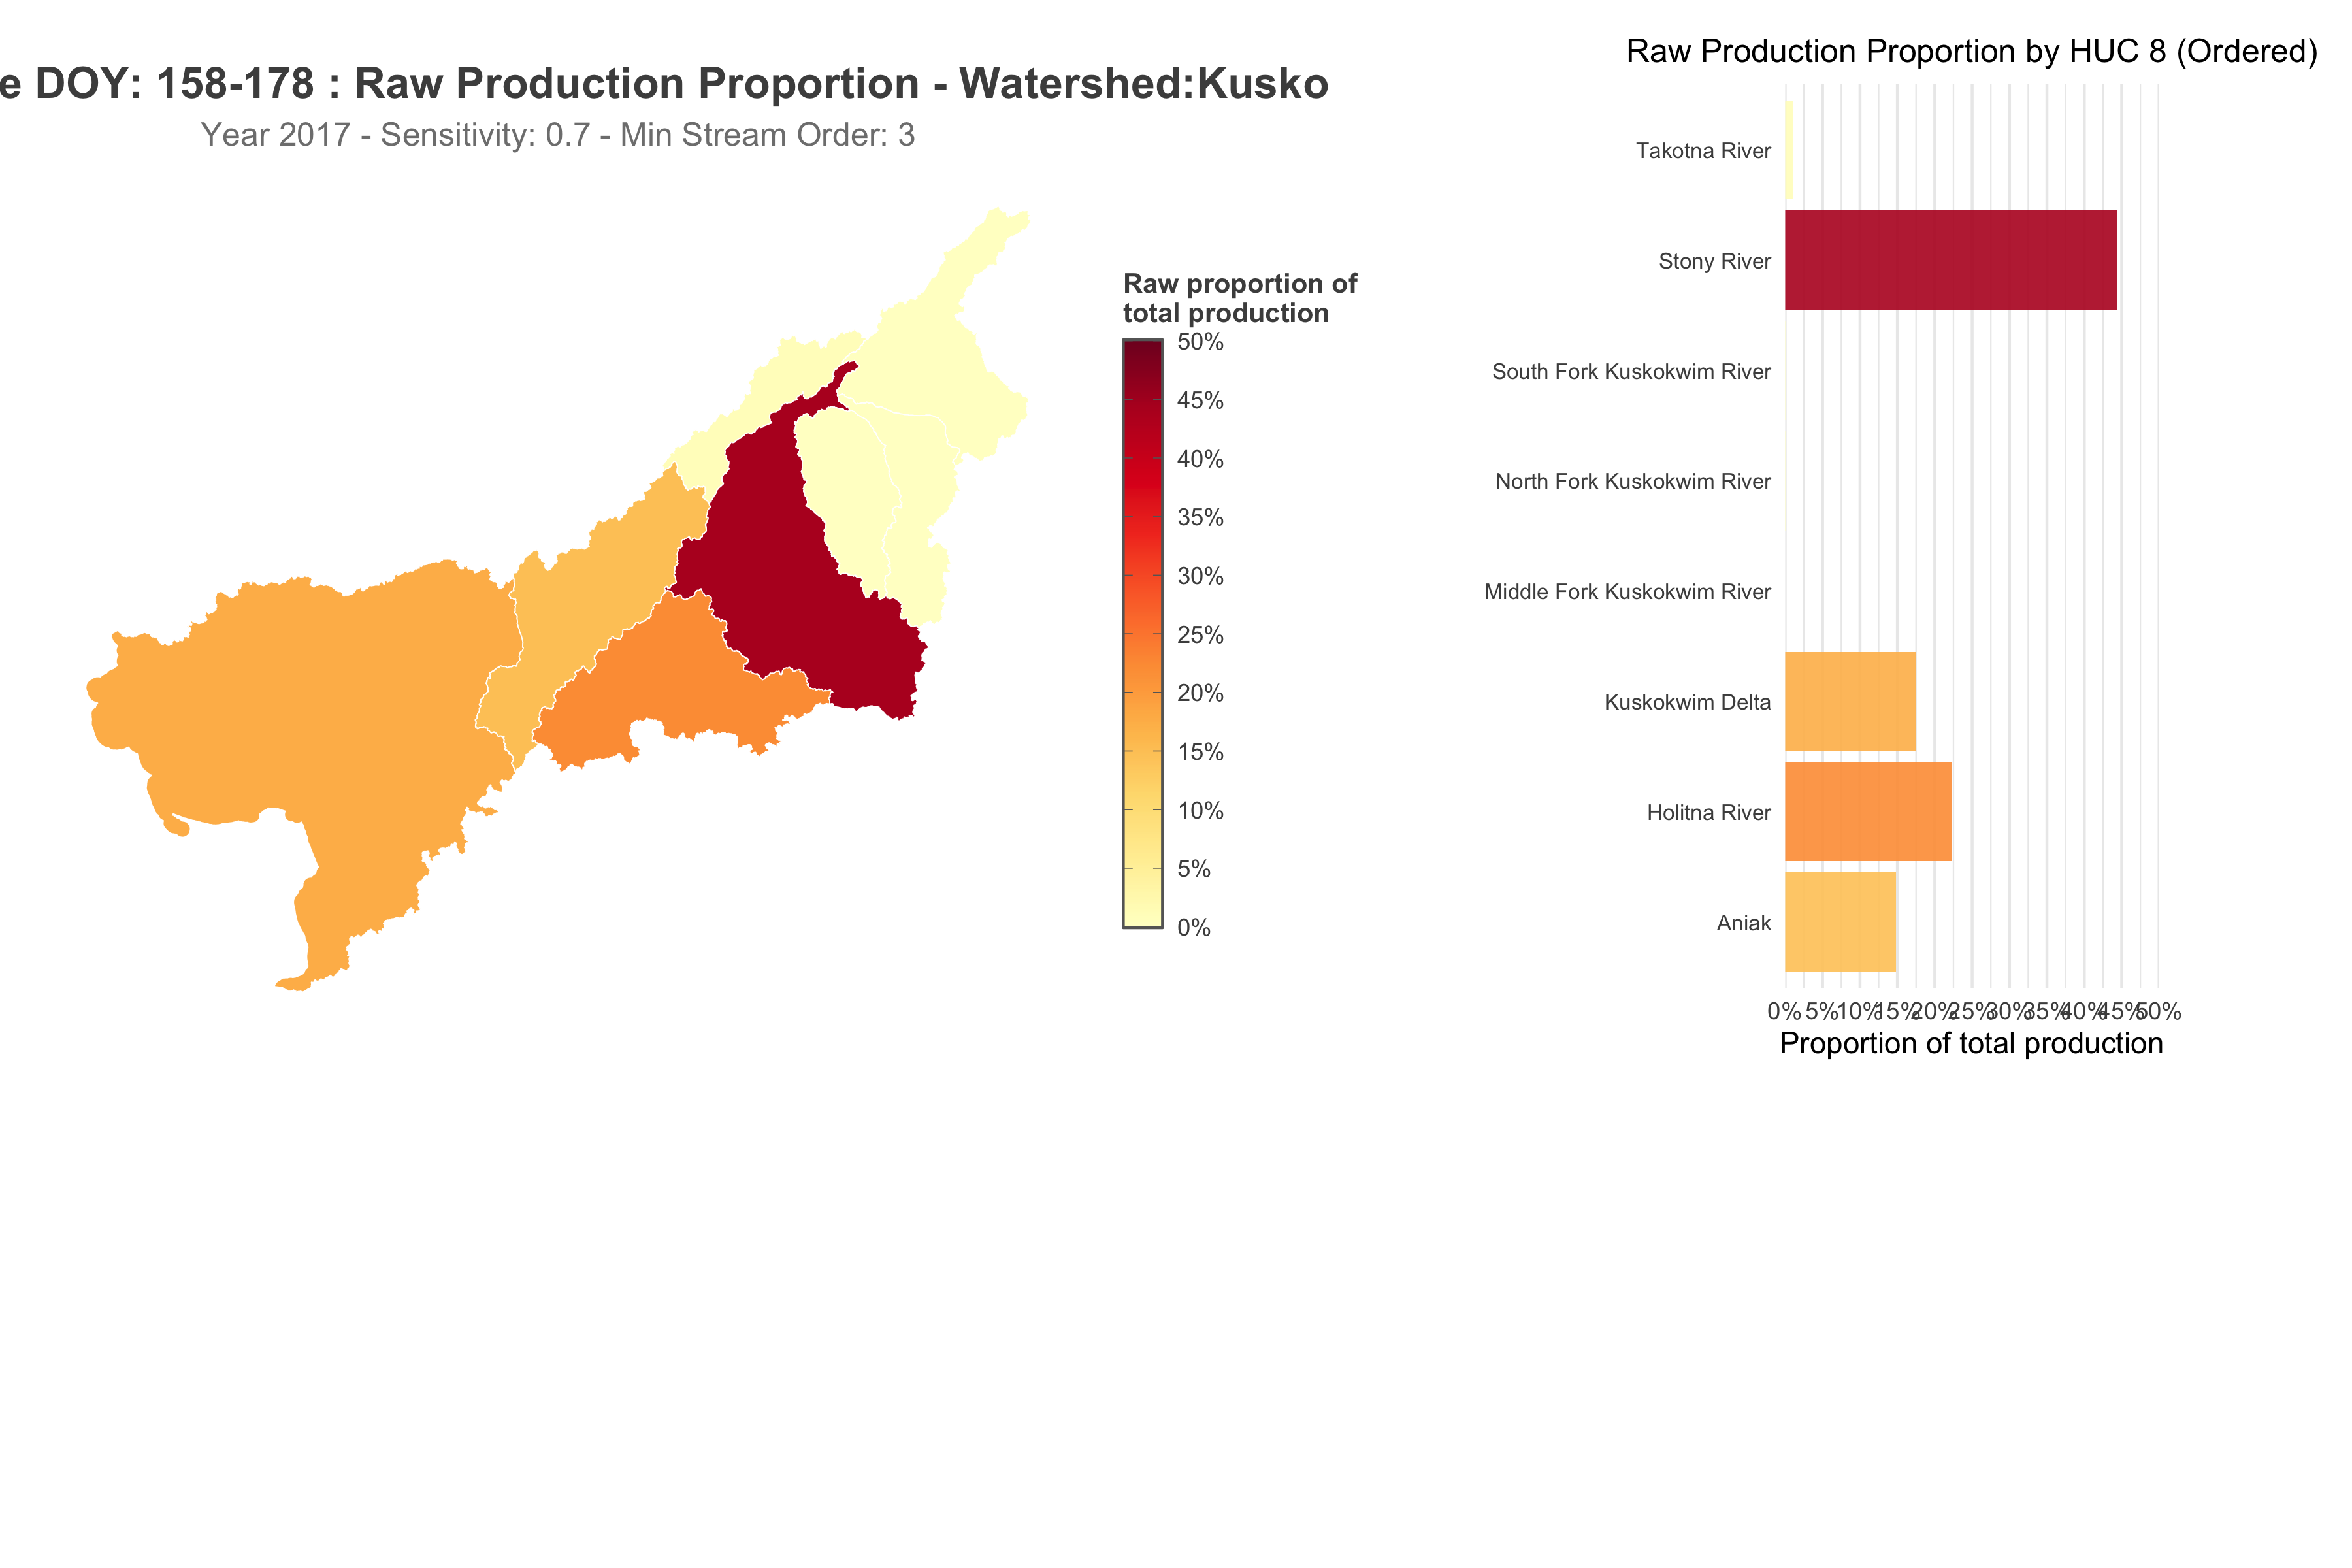 e DOY: 158-178 : Raw Production Proportion - Watershed:Kusko
Year 2017 - Sensitivity: 0.7 - Min Stream Order: 3
Raw proportion of
total production
50%
45%
40%
35%
30%
25%
20%
15%
10%
5%
0%
Raw Production Proportion by HUC 8 (Ordered)
Takotna River
Stony River
South Fork Kuskokwim River
North Fork Kuskokwim River
Middle Fork Kuskokwim River
Kuskokwim Delta
Holitna River
Aniak
0% 5% 10% 15% 20% 25% 30% 35% 40% 45% 50%
Proportion of total production